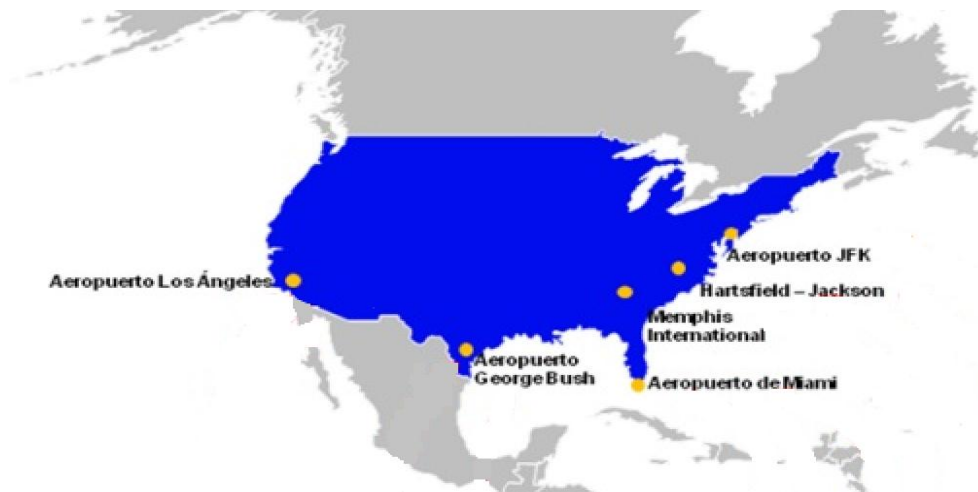 Aeropuerto JFK
Aeropuerto Los Ángeles
Hartsfield – Jackson
Memphis
International
Aeropuerto
George Bush
Aeropuerto de Miami